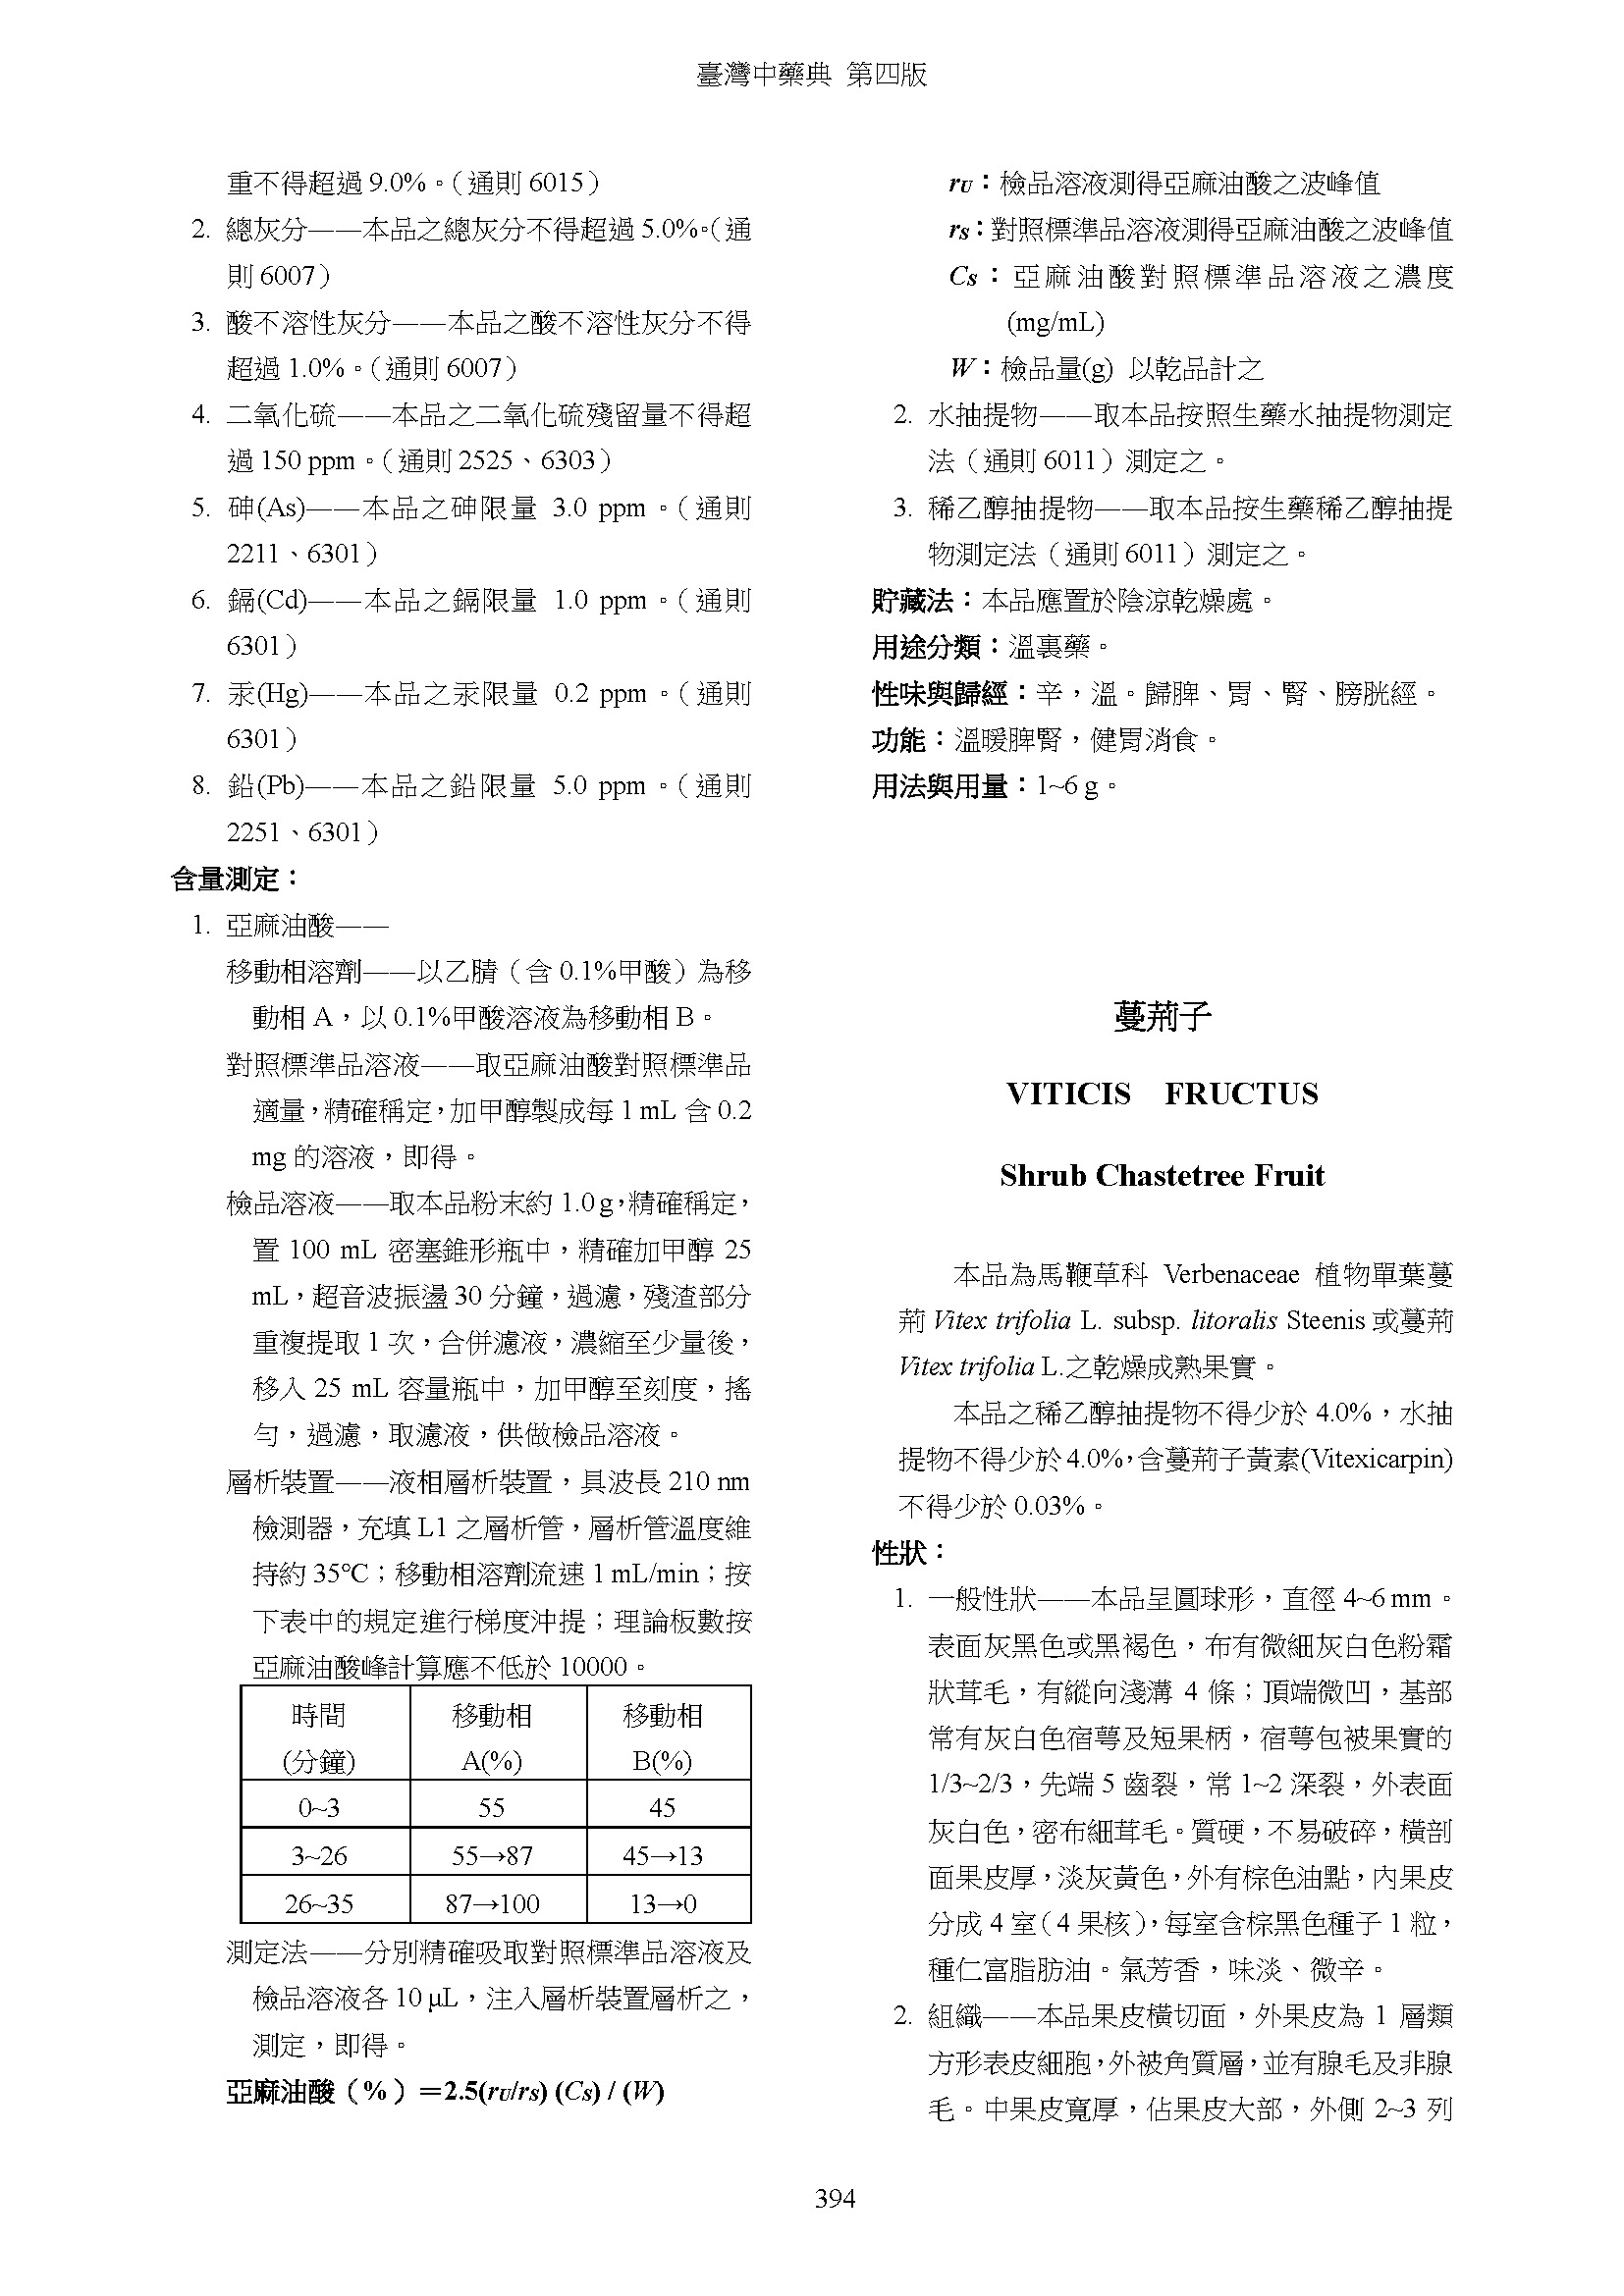 臺灣中藥典 第四版
重不得超過 9.0%。（通則 6015）
2. 總灰分——本品之總灰分不得超過 5.0%。（通
則 6007）
3. 酸不溶性灰分——本品之酸不溶性灰分不得
超過 1.0%。（通則 6007）
4. 二氧化硫——本品之二氧化硫殘留量不得超
過 150 ppm。（通則 2525、6303）
5. 砷(As)——本品之砷限量 3.0 ppm。（通則
2211、6301）
6. 鎘(Cd)——本品之鎘限量 1.0 ppm。（通則
6301）
7. 汞(Hg)——本品之汞限量 0.2 ppm。（通則
6301）
8. 鉛(Pb)——本品之鉛限量 5.0 ppm。（通則
2251、6301）
含量測定：
1. 亞麻油酸——
移動相溶劑——以乙腈（含 0.1%甲酸）為移
動相 A，以 0.1%甲酸溶液為移動相 B。
對照標準品溶液——取亞麻油酸對照標準品
適量，精確稱定，加甲醇製成每 1 mL 含 0.2
mg 的溶液，即得。
檢品溶液——取本品粉末約 1.0 g，精確稱定，
置 100 mL 密塞錐形瓶中，精確加甲醇 25
mL，超音波振盪 30 分鐘，過濾，殘渣部分
重複提取 1 次，合併濾液，濃縮至少量後，
移入 25 mL 容量瓶中，加甲醇至刻度，搖
勻，過濾，取濾液，供做檢品溶液。
層析裝置——液相層析裝置，具波長 210 nm
檢測器，充填 L1 之層析管，層析管溫度維
持約 35℃；移動相溶劑流速 1 mL/min；按
下表中的規定進行梯度沖提；理論板數按
亞麻油酸峰計算應不低於 10000。
時間 移動相 移動相
(分鐘) A(%) B(%)
0~3 55 45
3~26 55→87 45→13
26~35 87→100 13→0
測定法——分別精確吸取對照標準品溶液及
檢品溶液各 10 μL，注入層析裝置層析之，
測定，即得。
亞麻油酸（%）＝2.5(rU/rS) (CS) / (W)
rU：檢品溶液測得亞麻油酸之波峰值
rS：對照標準品溶液測得亞麻油酸之波峰值
CS：亞麻油酸對照標準品溶液之濃度
(mg/mL)
W：檢品量(g) 以乾品計之
2. 水抽提物——取本品按照生藥水抽提物測定
法（通則 6011）測定之。
3. 稀乙醇抽提物——取本品按生藥稀乙醇抽提
物測定法（通則 6011）測定之。
貯藏法：本品應置於陰涼乾燥處。
用途分類：溫裏藥。
性味與歸經：辛，溫。歸脾、胃、腎、膀胱經。
功能：溫暖脾腎，健胃消食。
用法與用量：1~6 g。
蔓荊子
VITICIS FRUCTUS
Shrub Chastetree Fruit
本品為馬鞭草科 Verbenaceae 植物單葉蔓
荊 Vitex trifolia L. subsp. litoralis Steenis 或蔓荊
Vitex trifolia L.之乾燥成熟果實。
本品之稀乙醇抽提物不得少於 4.0%，水抽
提物不得少於 4.0%，含蔓荊子黃素(Vitexicarpin)
不得少於 0.03%。
性狀：
1. 一般性狀——本品呈圓球形，直徑 4~6 mm。
表面灰黑色或黑褐色，布有微細灰白色粉霜
狀茸毛，有縱向淺溝 4 條；頂端微凹，基部
常有灰白色宿萼及短果柄，宿萼包被果實的
1/3~2/3，先端 5 齒裂，常 1~2 深裂，外表面
灰白色，密布細茸毛。質硬，不易破碎，橫剖
面果皮厚，淡灰黃色，外有棕色油點，內果皮
分成 4 室（4 果核），每室含棕黑色種子 1 粒，
種仁富脂肪油。氣芳香，味淡、微辛。
2. 組織——本品果皮橫切面，外果皮為 1 層類
方形表皮細胞，外被角質層，並有腺毛及非腺
毛。中果皮寬厚，佔果皮大部，外側 2~3 列
394